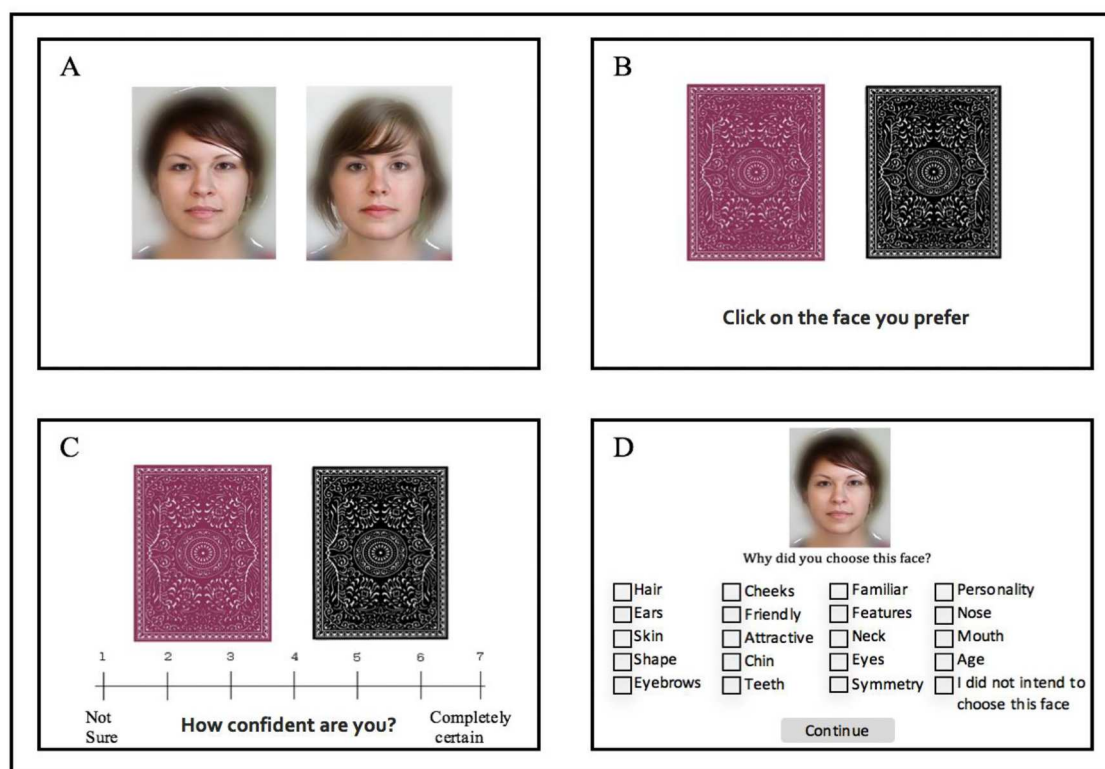 A
B
Click on the face you prefer
C
1 2 3 4 5 6 7
Not
Sure
How confident are you?
Completely
certain
D
Why did you choose this face?
Hair
Ears
Skin
Shape
Eyebrows
Cheeks
Friendly
Attractive
Chin
Teeth
Familiar
Features
Neck
Eyes
Symmetry
Personality
Nose
Mouth
Age
I did not intend to
choose this face
Continue